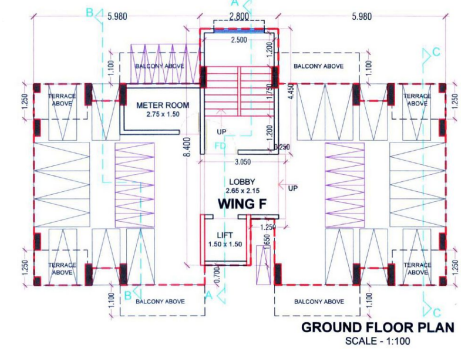 A
B
5.980
2.800
5.980
2.500
1.200
C
1.100
BALCONY ABOVE
BALCONY ABOVE
1.100
1.250
TERRACE
ABOVE
METER ROOM
2.75 x 1.50
1.750
4.450
TERRACE
ABOVE
1.250
UP
FD
1.200
0.250
8.400
3.050
LOBBY
2.65 x 2.15
UP
WING F
1.250
LIFT
1.50 x 1.50
1.650
1.250
TERRACE
ABOVE
0.700
TERRACE
ABOVE
1.250
1.100
B
BALCONY ABOVE
A
BALCONY ABOVE
1.100
C
GROUND FLOOR PLAN
SCALE - 1:100